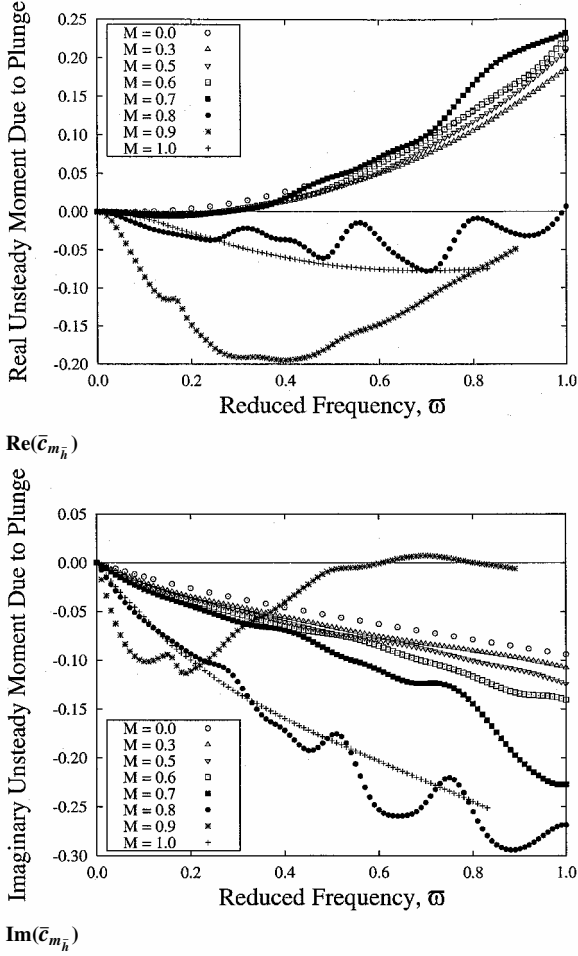 Real Unsteady Moment Due to Plunge
0.25
0.20
0.15
0.10
0.05
0.00
-0.05
-0.10
-0.15
-0.20
M = 0.0
M = 0.3
M = 0.5
M = 0.6
M = 0.7
M = 0.8
M = 0.9
M = 1.0
0.0 0.2 0.4 0.6 0.8 1.0
Reduced Frequency, ϖ
Re(c̄_{m_{h̄}})
Imaginary Unsteady Moment Due to Plunge
0.05
0.00
-0.05
-0.10
-0.15
-0.20
-0.25
-0.30
M = 0.0
M = 0.3
M = 0.5
M = 0.6
M = 0.7
M = 0.8
M = 0.9
M = 1.0
0.0 0.2 0.4 0.6 0.8 1.0
Reduced Frequency, ϖ
Im(c̄_{m_{h̄}})